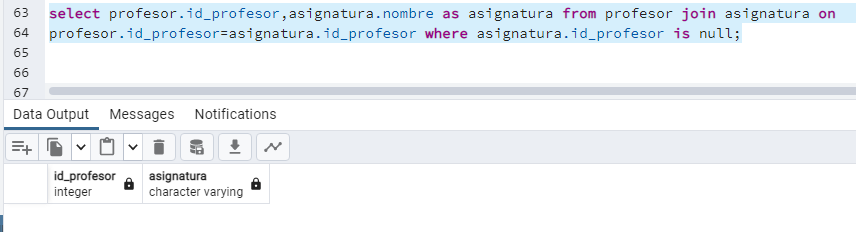 63 select profesor.id_profesor,asignatura.nombre as asignatura from profesor join asignatura on
64 profesor.id_profesor=asignatura.id_profesor where asignatura.id_profesor is null;
65
66
67
Data Output Messages Notifications
id_profesor asignatura
integer character varying